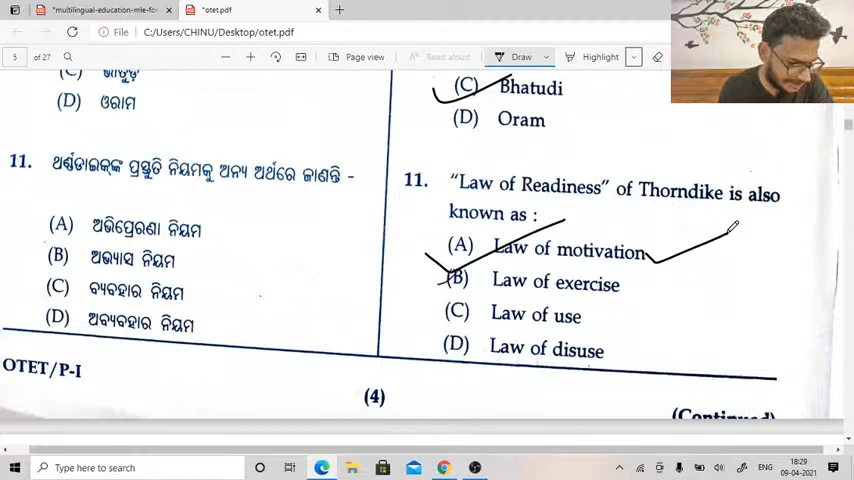 *multilingual-education-mle-fo
*otet.pdf
File
C:/Users/CHINU/Desktop/otet.pdf
5 of 27
Page view
Read aloud
Draw
Highlight
Erase
(D) ଓରାମ
11. ଥର୍ଣ୍ଡାଇକ୍‌ଙ୍କ ପ୍ରସ୍ତୁତି ନିୟମକୁ ଅନ୍ୟ ଅର୍ଥରେ ଜାଣନ୍ତି -
(A) ଅଭିପ୍ରେରଣା ନିୟମ
(B) ଅଭ୍ୟାସ ନିୟମ
(C) ବ୍ୟବହାର ନିୟମ
(D) ଅବ୍ୟବହାର ନିୟମ
OTET/P-I
(C) Bhatudi
(D) Oram
11. "Law of Readiness" of Thorndike is also
known as :
(A) Law of motivation
(B) Law of exercise
(C) Law of use
(D) Law of disuse
(4)
(Continued)
Type here to search
ENG
18:29
09-04-2021